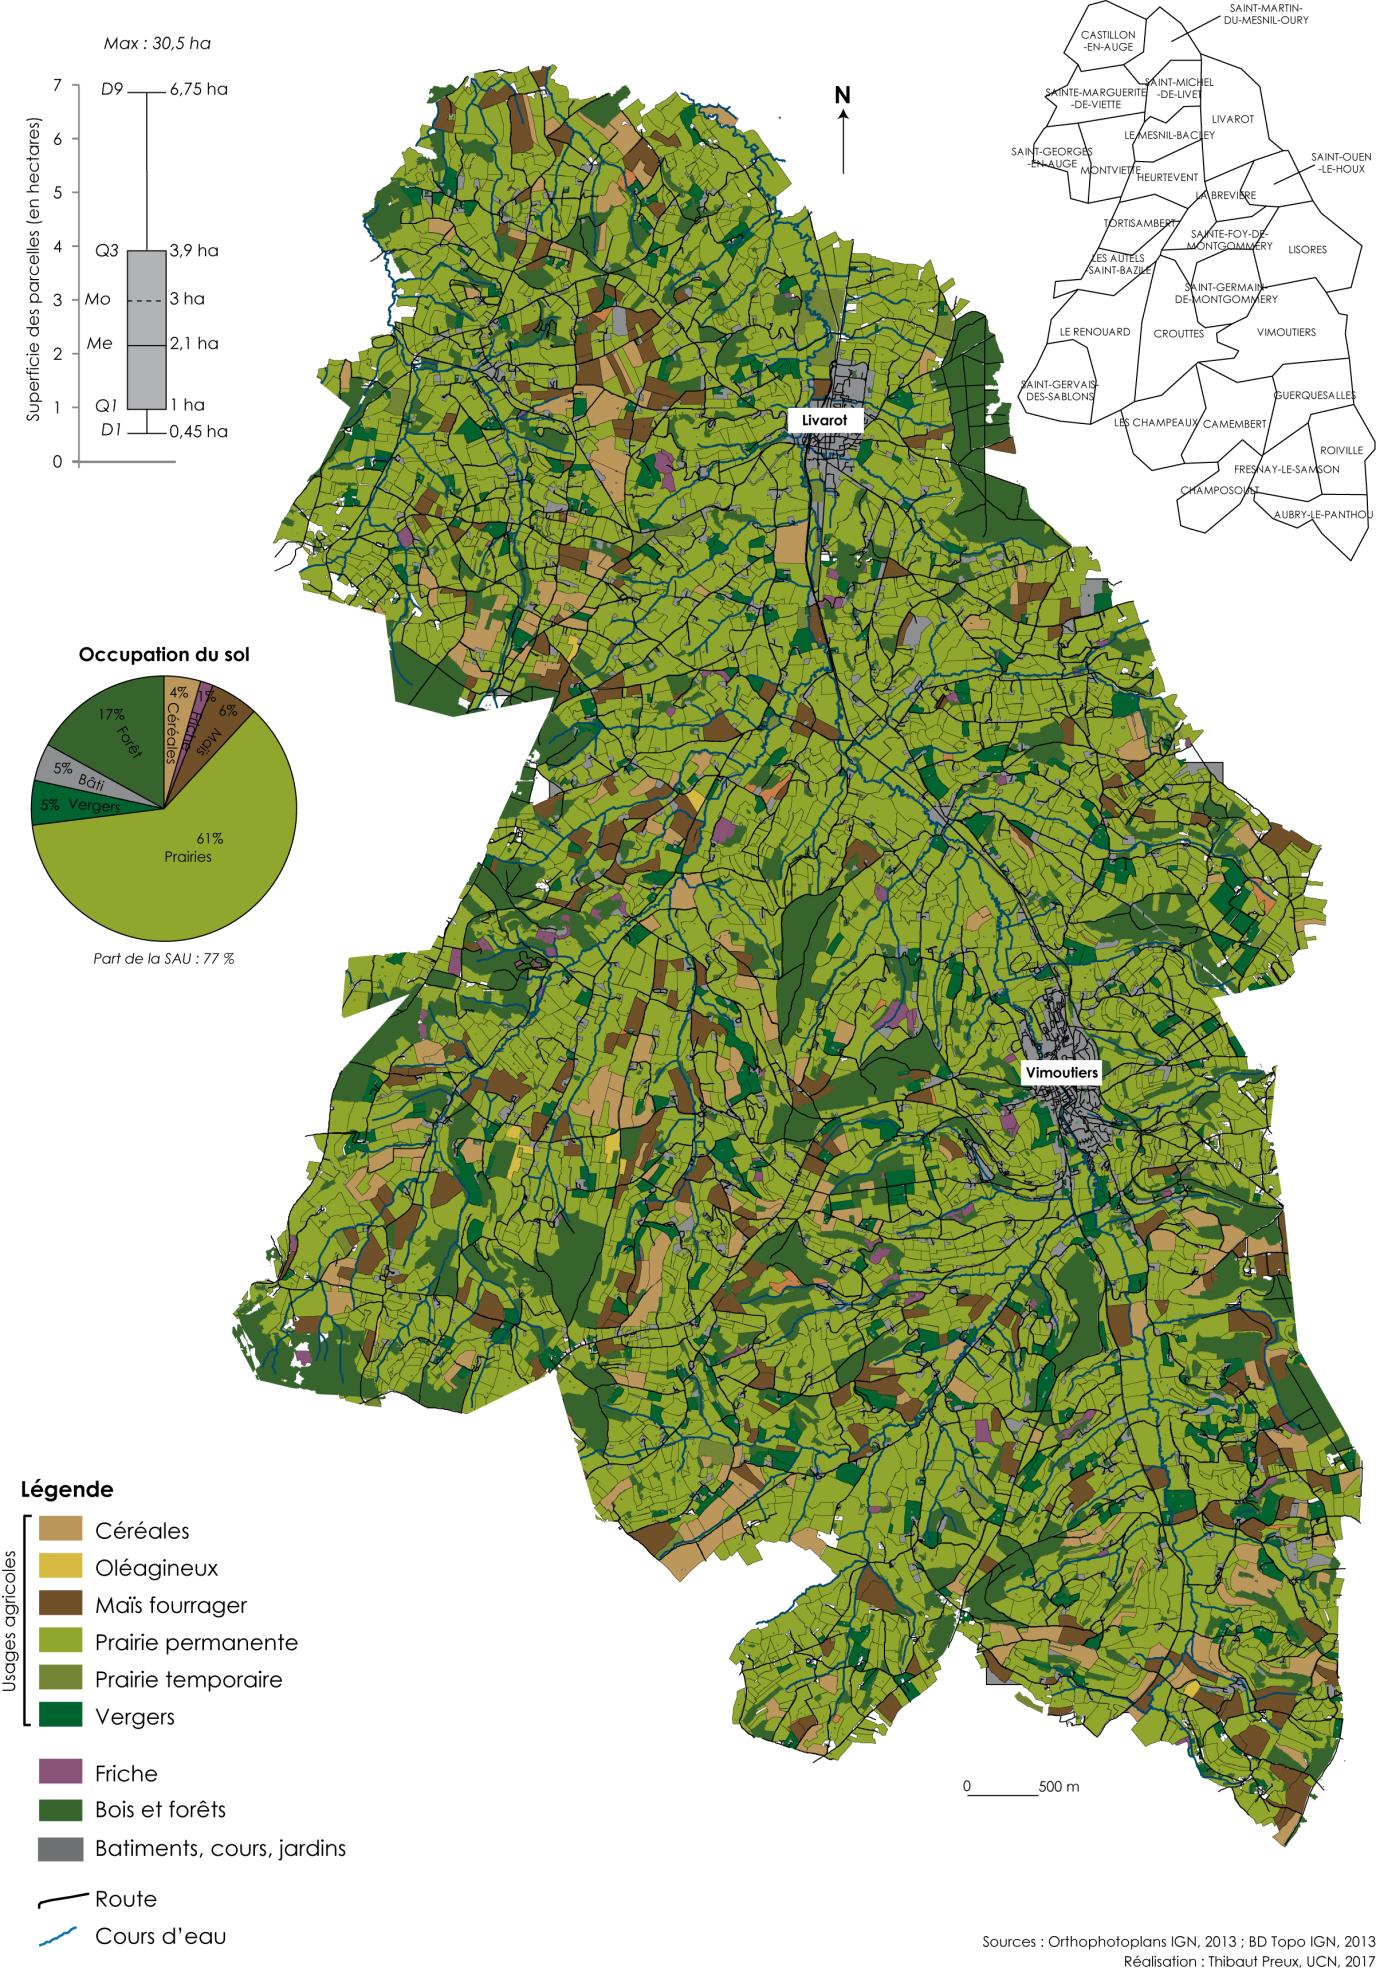 Max : 30,5 ha
Superficie des parcelles (en hectares)
7
6
5
4
3
2
1
0
D9
6,75 ha
Q3
3,9 ha
Mo
3 ha
Me
2,1 ha
Q1
1 ha
D1
0,45 ha
N
SAINT-MARTIN-
DU-MESNIL-OURY
CASTILLON
-EN-AUGE
SAINT-MICHEL
-DE-LIVET
SAINTE-MARGUERITE
-DE-VIETTE
LIVAROT
LE MESNIL-BACLEY
SAINT-GEORGES
-EN-AUGE
SAINT-OUEN
-LE-HOUX
MONTVIETTE
HEURTEVENT
LA BREVIERE
TORTISAMBERT
SAINTE-FOY-DE-
MONTGOMMERY
LISORES
LES AUTELS
-SAINT-BAZILE
SAINT-GERMAIN-
DE-MONTGOMMERY
LE RENOUARD
CROUTTES
VIMOUTIERS
SAINT-GERVAIS-
DES-SABLONS
GUERQUESALLES
LES CHAMPEAUX
CAMEMBERT
ROIVILLE
FRESNAY-LE-SAMSON
CHAMPOSOULT
AUBRY-LE-PANTHOU
Livarot
Vimoutiers
Occupation du sol
4%
Céréales
1%
Friche
6%
Maïs
17%
Forêt
5%
Bâti
5%
Vergers
61%
Prairies
Part de la SAU : 77 %
Légende
Usages agricoles
Céréales
Oléagineux
Maïs fourrager
Prairie permanente
Prairie temporaire
Vergers
Friche
Bois et forêts
Batiments, cours, jardins
Route
Cours d'eau
0
500 m
Sources : Orthophotoplans IGN, 2013 ; BD Topo IGN, 2013
Réalisation : Thibaut Preux, UCN, 2017